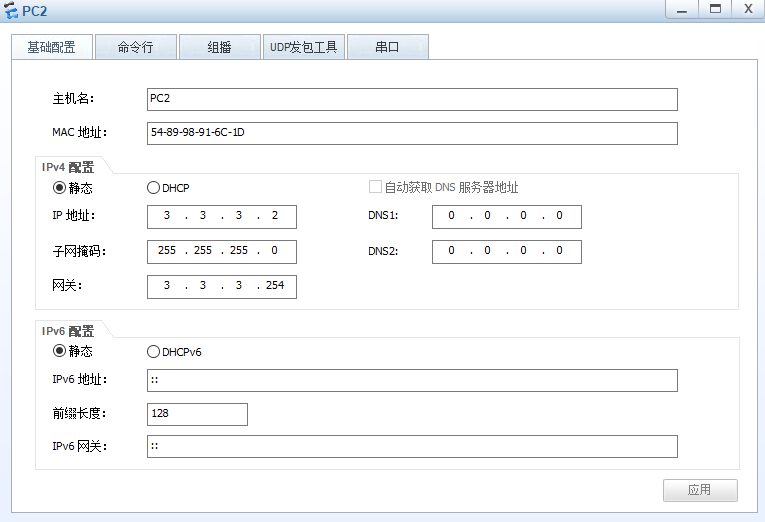 PC2
X
基础配置 命令行 组播 UDP发包工具 串口
主机名: PC2
MAC 地址: 54-89-98-91-6C-1D
IPv4 配置
静态 DHCP 自动获取 DNS 服务器地址
IP 地址: 3 . 3 . 3 . 2 DNS1: 0 . 0 . 0 . 0
子网掩码: 255 . 255 . 255 . 0 DNS2: 0 . 0 . 0 . 0
网关: 3 . 3 . 3 . 254
IPv6 配置
静态 DHCPv6
IPv6 地址: ::
前缀长度: 128
IPv6 网关: ::
应用